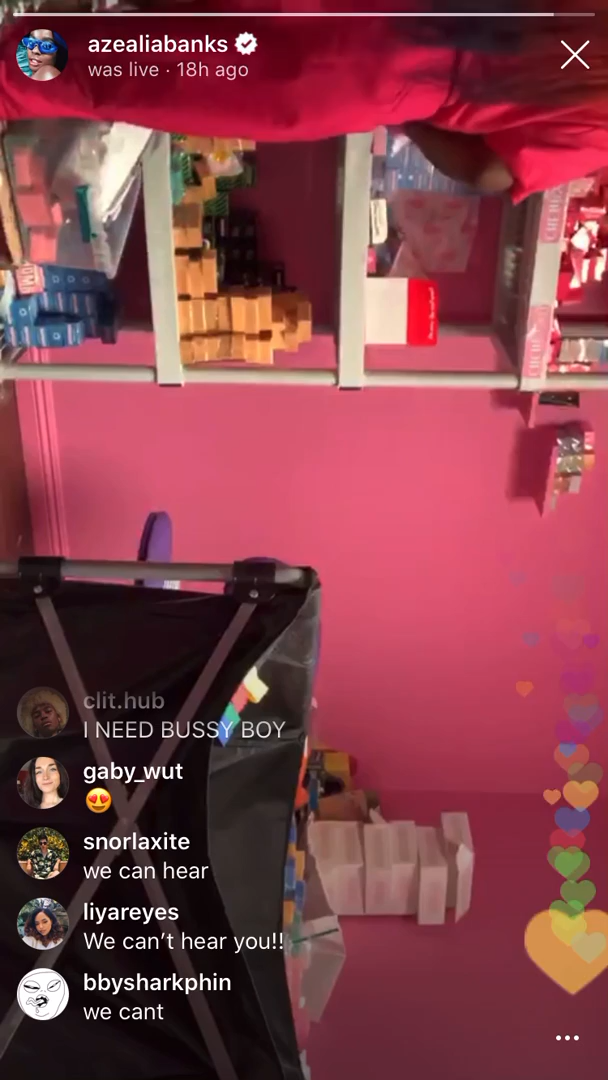 azealiabanks
was live · 18h ago
clit.hub
I NEED BUSSY BOY
gaby_wut
😍
snorlaxite
we can hear
liyareyes
We can’t hear you!!
bbysharkphin
we cant